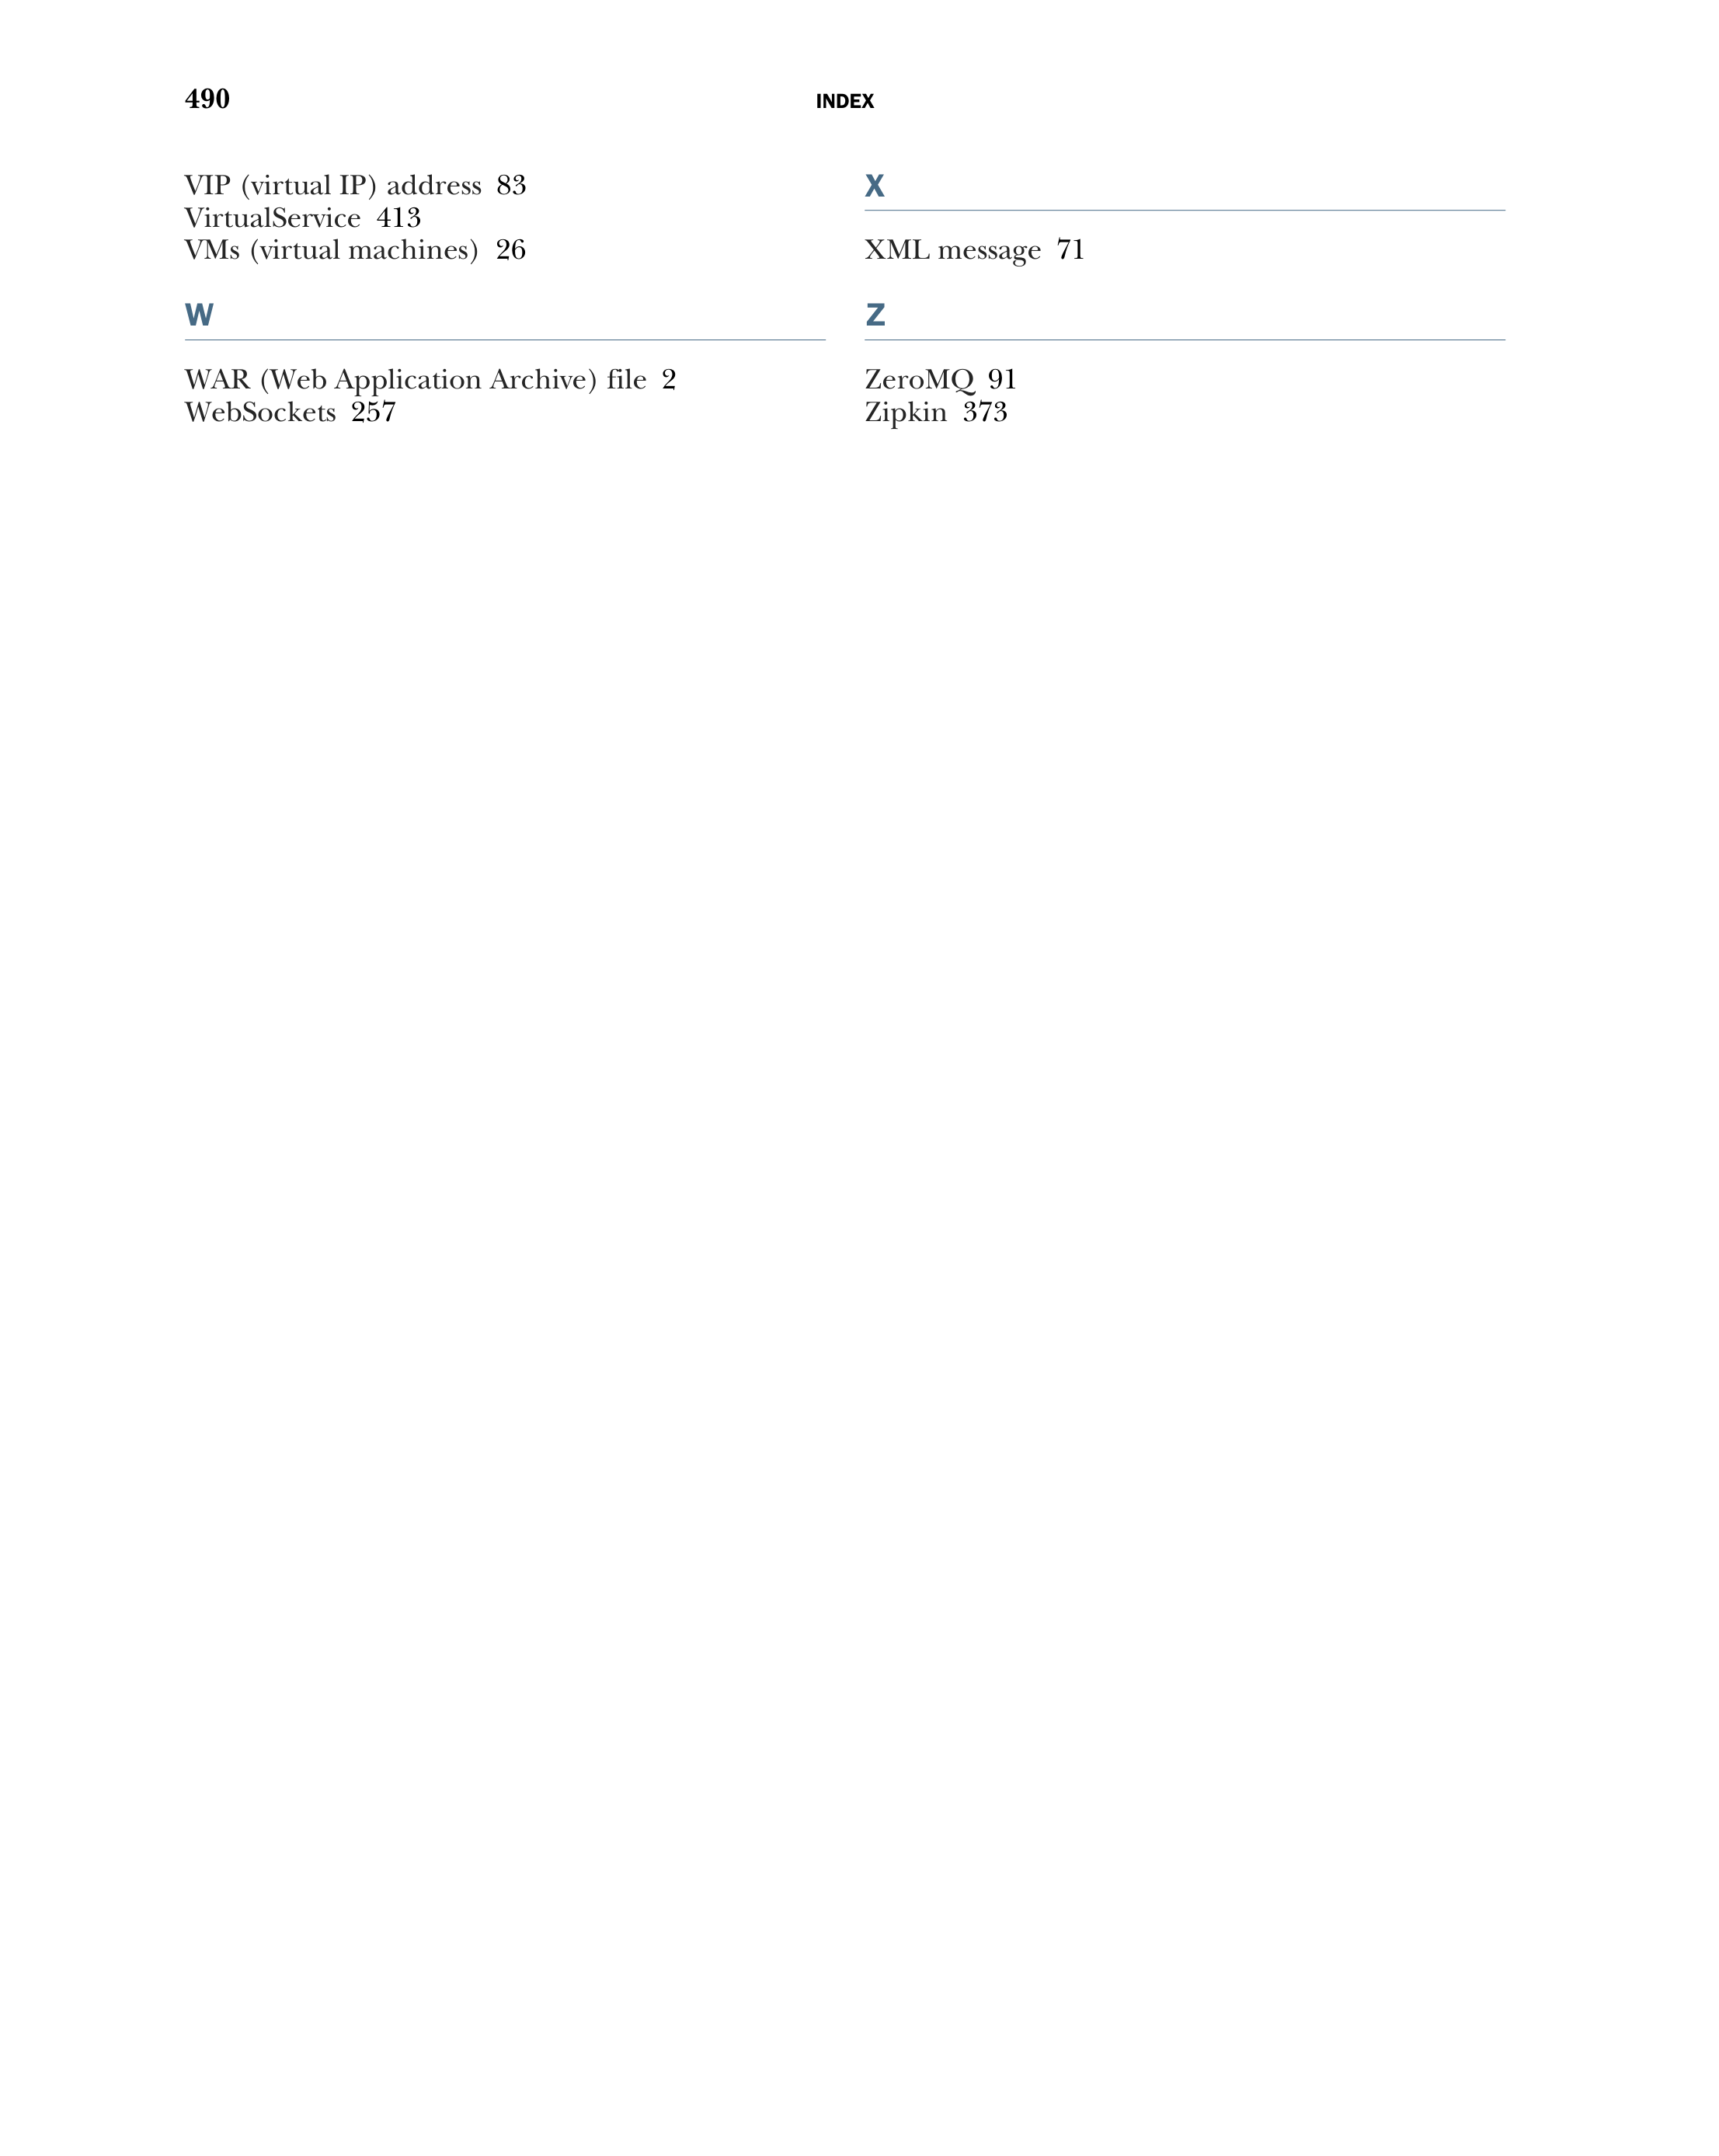 490
INDEX
VIP (virtual IP) address 83
VirtualService 413
VMs (virtual machines) 26
W
WAR (Web Application Archive) file 2
WebSockets 257
X
XML message 71
Z
ZeroMQ 91
Zipkin 373